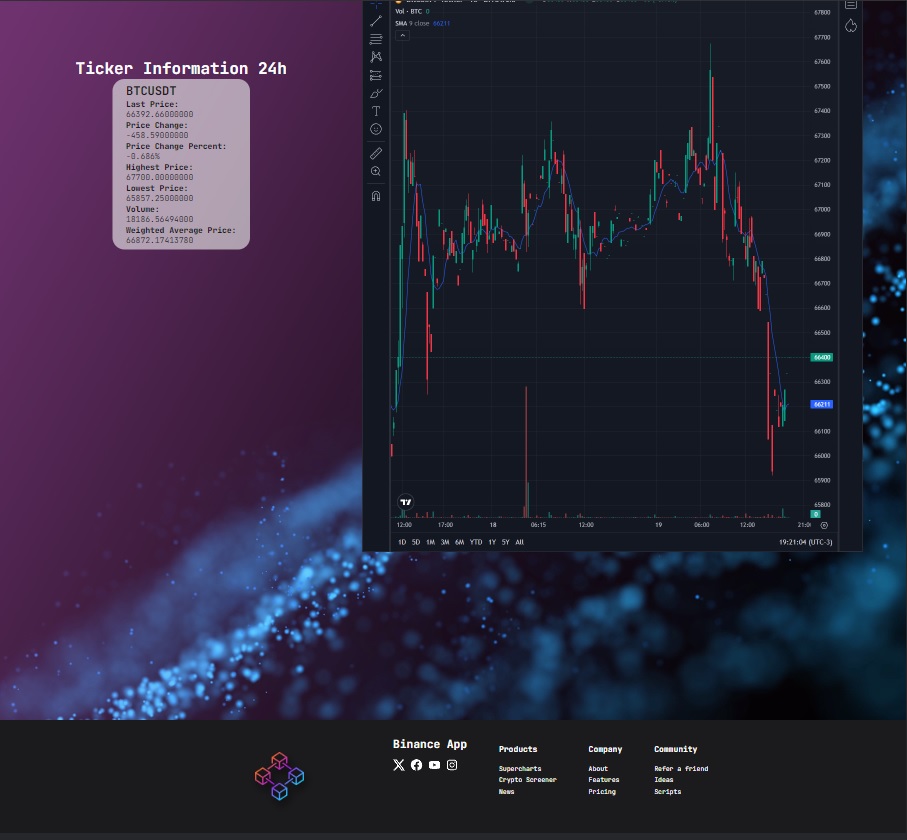 Ticker Information 24h
BTCUSDT
Last Price:
66392.66000000
Price Change:
-458.59000000
Price Change Percent:
-0.686%
Highest Price:
67700.00000000
Lowest Price:
65857.25000000
Volume:
18186.56494000
Weighted Average Price:
66872.17413780
Vol · BTC 0
SMA 9 close 66211
67800
67700
67600
67500
67400
67300
67200
67100
67000
66900
66800
66700
66600
66500
66400
66300
66211
66100
66000
65900
65800
0
12:00 17:00 18 06:15 12:00 19 06:00 12:00 21:
1D 5D 1M 3M 6M YTD 1Y 5Y All 19:21:04 (UTC-3)
Binance App
Products
Supercharts
Crypto Screener
News
Company
About
Features
Pricing
Community
Refer a friend
Ideas
Scripts